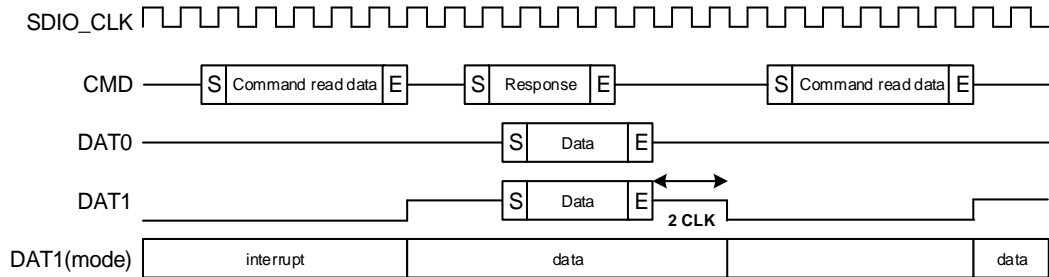 SDIO_CLK
CMD S Command read data E S Response E S Command read data E
DAT0 S Data E
DAT1 S Data E
2 CLK
DAT1(mode) interrupt data data